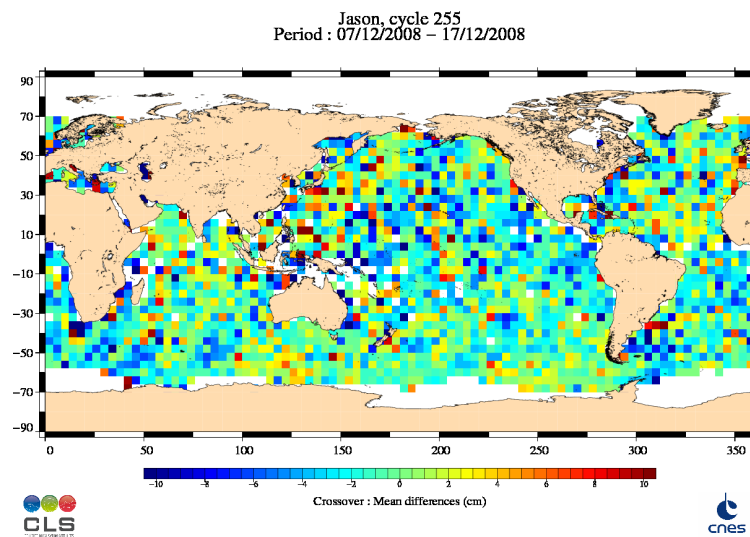 Jason, cycle 255
Period : 07/12/2008 − 17/12/2008
90
70
50
30
10
−10
−30
−50
−70
−90
0 50 100 150 200 250 300 350
−10 −8 −6 −4 −2 0 2 4 6 8 10
Crossover : Mean differences (cm)
CLS
cnes